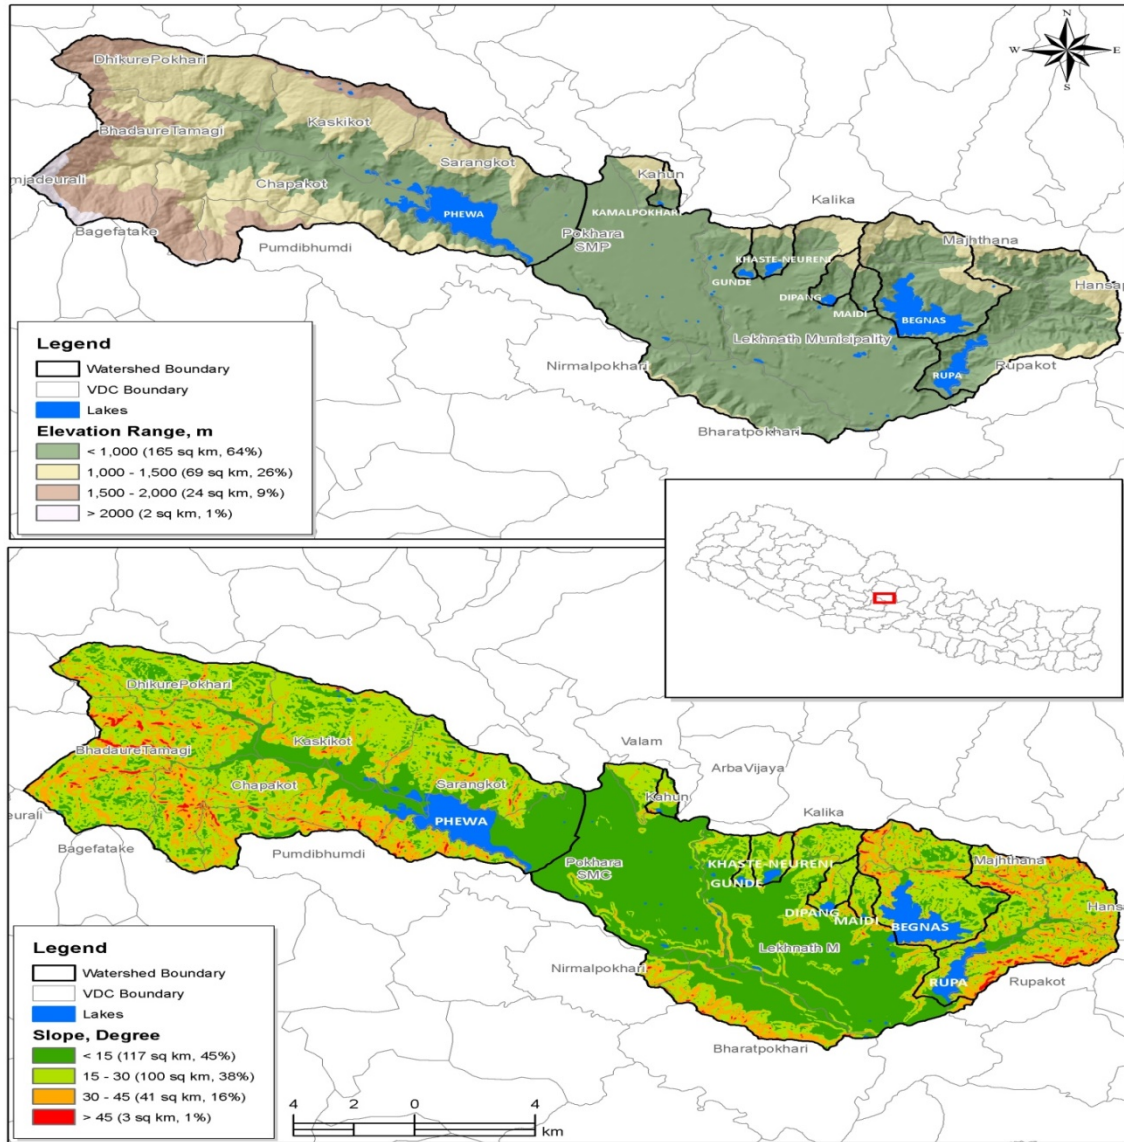 N
W
E
S
DhikurePokhari
BhadaureTamagi
Kaskikot
Sarangkot
Kahun
mjadeurali
Chapakot
Kalika
PHEWA
KAMALPOKHARI
Bagefatake
Pumdibhumdi
Pokhara
SMP
Majhthana
KHASTE-NEURENI
GUNDE
Hansap
DIPANG
MAIDI
BEGNAS
Lekhnath Municipality
Nirmalpokhari
RUPA
Rupakot
Bharatpokhari
Legend
Watershed Boundary
VDC Boundary
Lakes
Elevation Range, m
< 1,000 (165 sq km, 64%)
1,000 - 1,500 (69 sq km, 26%)
1,500 - 2,000 (24 sq km, 9%)
> 2000 (2 sq km, 1%)
DhikurePokhari
Kaskikot
Valam
BhadaureTamagi
ArbaVijaya
Chapakot
Sarangkot
Kahun
eurali
Kalika
PHEWA
Bagefatake
Pumdibhumdi
Pokhara
SMC
KHASTE-NEURENI
Majhthana
GUNDE
Hansa
DIPANG
MAIDI
BEGNAS
Lekhnath M
Nirmalpokhari
RUPA
Rupakot
Bharatpokhari
Legend
Watershed Boundary
VDC Boundary
Lakes
Slope, Degree
< 15 (117 sq km, 45%)
15 - 30 (100 sq km, 38%)
30 - 45 (41 sq km, 16%)
> 45 (3 sq km, 1%)
4 2 0 4
km